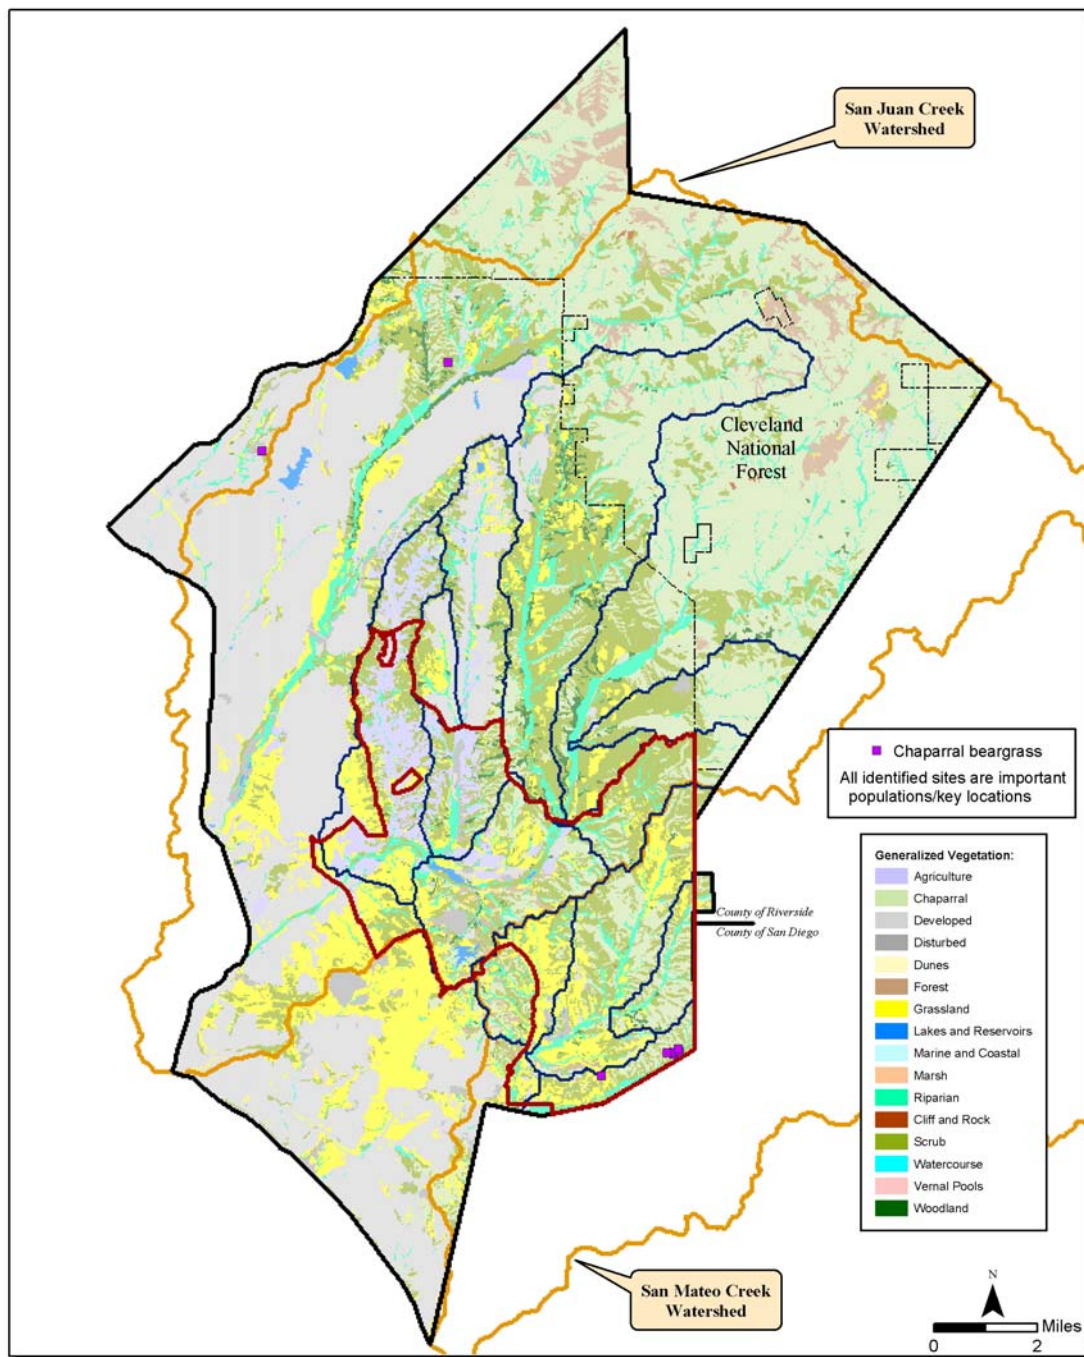 San Juan Creek
Watershed
Cleveland
National
Forest
Chaparral beargrass
All identified sites are important
populations/key locations
Generalized Vegetation:
Agriculture
Chaparral
Developed
Disturbed
Dunes
Forest
Grassland
Lakes and Reservoirs
Marine and Coastal
Marsh
Riparian
Cliff and Rock
Scrub
Watercourse
Vernal Pools
Woodland
County of Riverside
County of San Diego
San Mateo Creek
Watershed
N
Miles
0 2